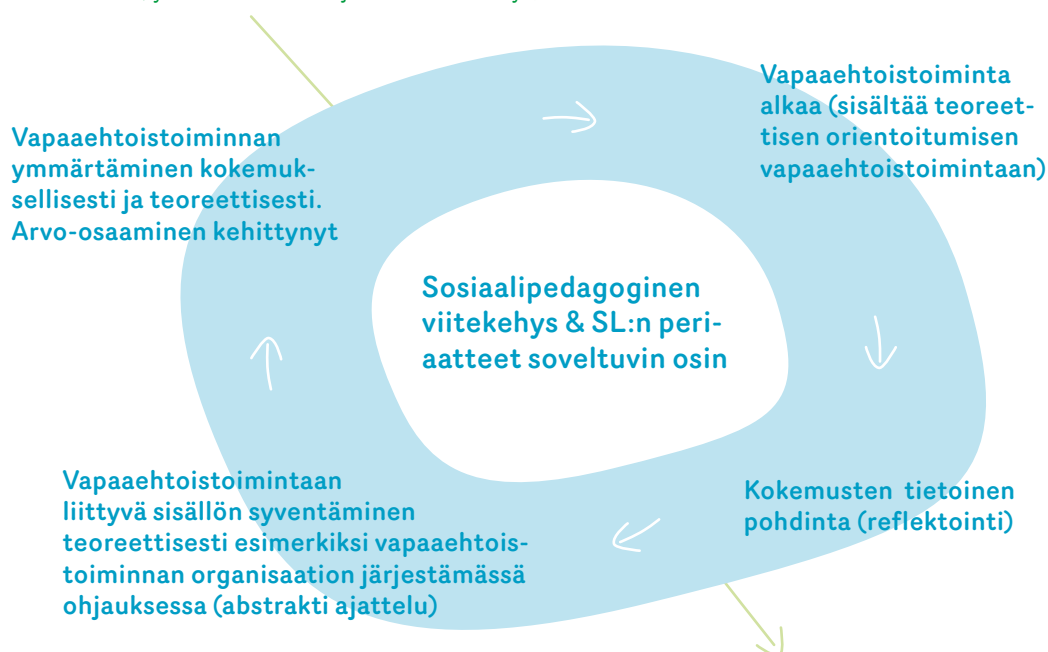 Vapaaehtoistoiminta
alkaa (sisältää teoreet-
tisen orientoitumisen
vapaaehtoistoimintaan)
Vapaaehtoistoiminnan
ymmärtäminen kokemuk-
sellisesti ja teoreettisesti.
Arvo-osaaminen kehittynyt
Sosiaalipedagoginen
viitekehys & SL:n peri-
aatteet soveltuvin osin
Vapaaehtoistoimintaan
liittyvä sisällön syventäminen
teoreettisesti esimerkiksi vapaaehtois-
toiminnan organisaation järjestämässä
ohjauksessa (abstrakti ajattelu)
Kokemusten tietoinen
pohdinta (reflektointi)